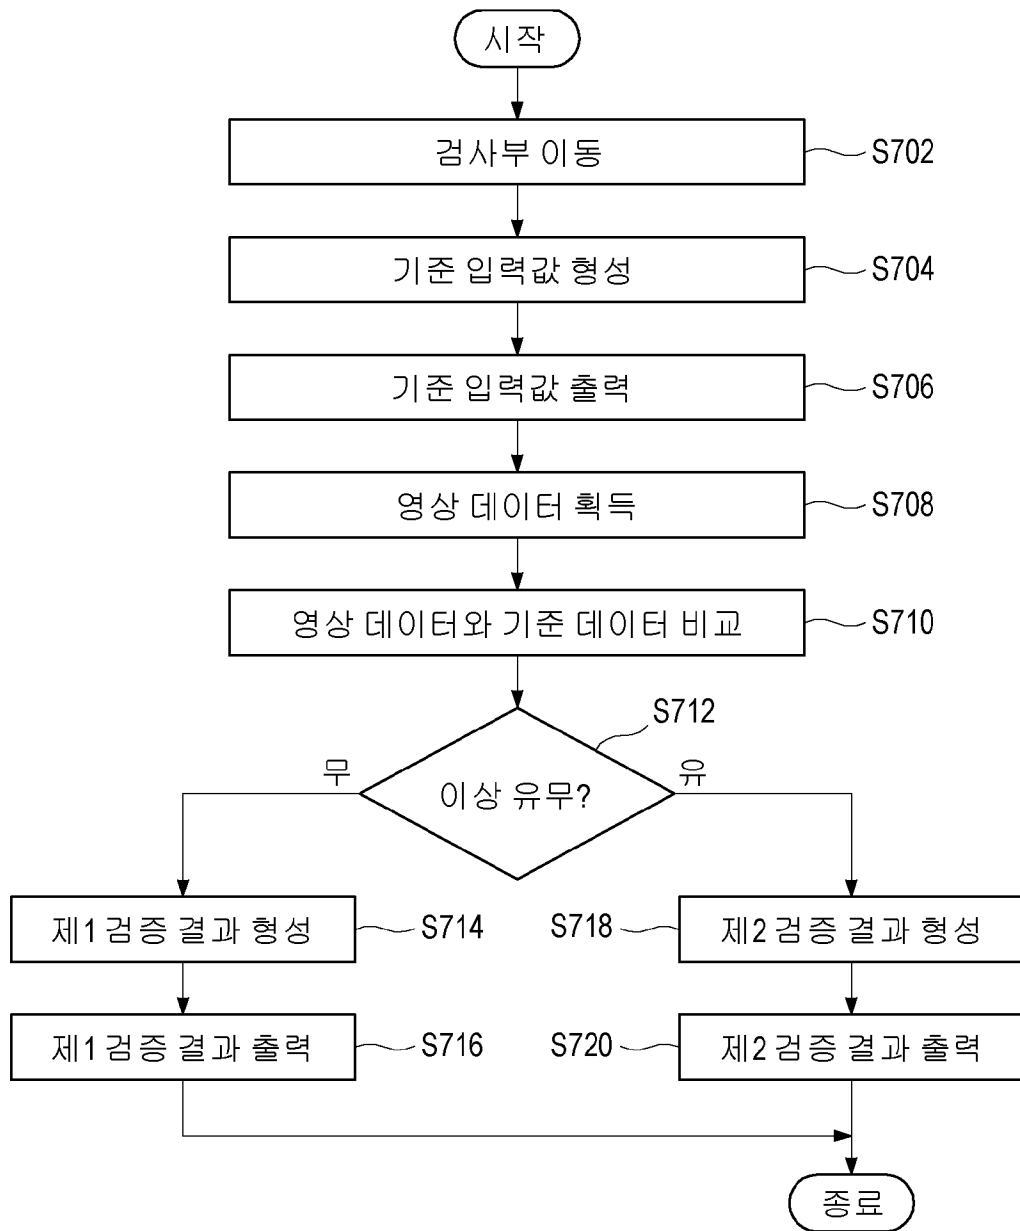 시작
검사부 이동
S702
기준 입력값 형성
S704
기준 입력값 출력
S706
영상 데이터 획득
S708
영상 데이터와 기준 데이터 비교
S710
S712
무
이상 유무?
유
제1 검증 결과 형성
S714
S718
제2 검증 결과 형성
제1 검증 결과 출력
S716
S720
제2 검증 결과 출력
종료